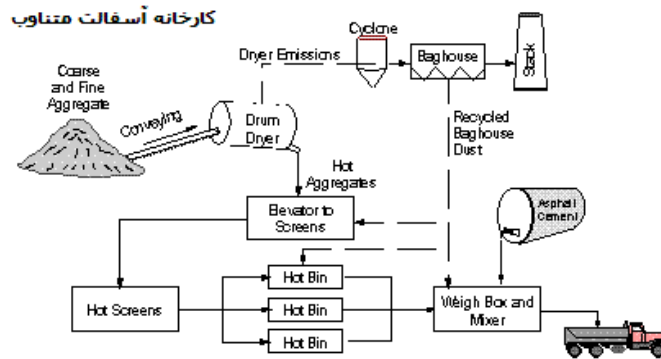 کارخانه آسفالت متناوب
Cyclone
Dryer Emissions
Baghouse
Stack
Coarse
and Fine
Aggregate
Conveying
Drum
Dryer
Recycled
Baghouse
Dust
Hot
Aggregates
Elevator to
Screens
Asphalt
Cement
Hot Bin
Hot Screens
Hot Bin
Hot Bin
Weigh Box and
Mixer